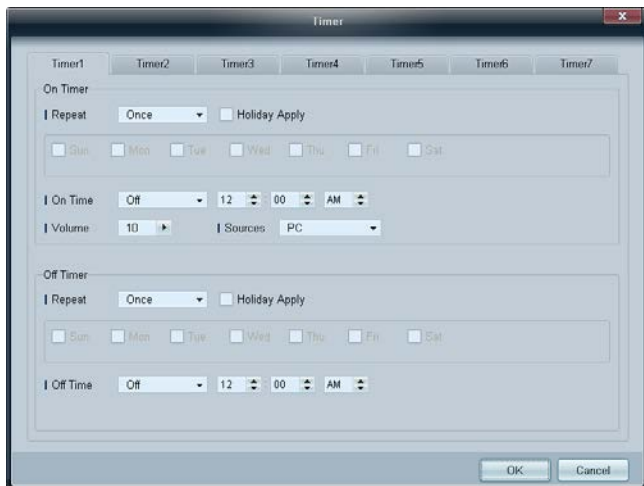 Timer
x
Timer1 Timer2 Timer3 Timer4 Timer5 Timer6 Timer7
On Timer
Repeat Once Holiday Apply
Sun Mon Tue Wed Thu Fri Sat
On Time Off 12 00 AM
Volume 10 Sources PC
Off Timer
Repeat Once Holiday Apply
Sun Mon Tue Wed Thu Fri Sat
Off Time Off 12 00 AM
OK Cancel